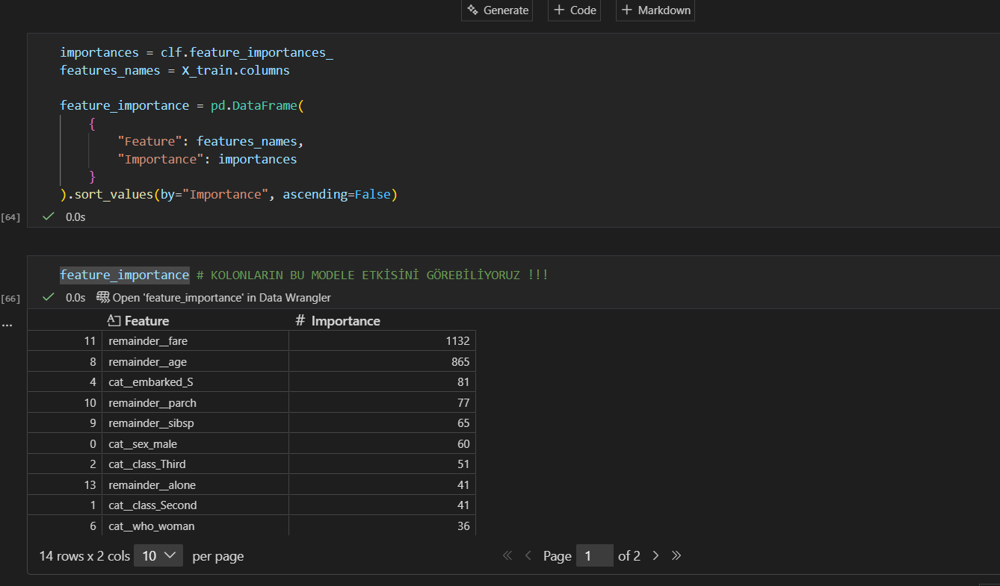 Generate + Code + Markdown
importances = clf.feature_importances_
features_names = X_train.columns
feature_importance = pd.DataFrame(
{
"Feature": features_names,
"Importance": importances
}
).sort_values(by="Importance", ascending=False)
[64] 0.0s
feature_importance # KOLONLARIN BU MODELE ETKİSİNİ GÖREBİLİYORUZ !!!
[66] 0.0s Open 'feature_importance' in Data Wrangler
... Feature # Importance
11 remainder__fare 1132
8 remainder__age 865
4 cat__embarked_S 81
10 remainder__parch 77
9 remainder__sibsp 65
0 cat__sex_male 60
2 cat__class_Third 51
13 remainder__alone 41
1 cat__class_Second 41
6 cat__who_woman 36
14 rows x 2 cols 10 per page Page 1 of 2